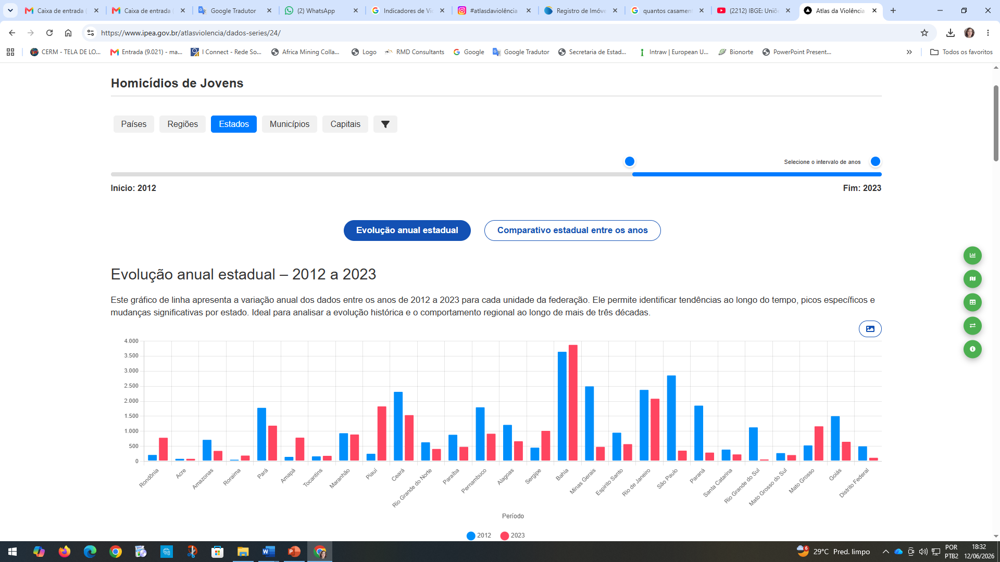 Caixa de entrada (
Caixa de entrada (
Google Tradutor
(2) WhatsApp
Indicadores de Vi
#atlasdaviolência
Registro de Imóve
quantos casament
(2212) IBGE: Uniõ
Atlas da Violência
https://www.ipea.gov.br/atlasviolencia/dados-series/24/
CERM - TELA DE LO...
Entrada (9.021) - ma...
I Connect - Rede So...
Africa Mining Colla...
Logo
RMD Consultants
Google
Google Tradutor
Secretaria de Estad...
Intraw | European U...
Bionorte
PowerPoint Present...
Todos os favoritos
Homicídios de Jovens
Países
Regiões
Estados
Municípios
Capitais
Selecione o intervalo de anos
Início: 2012
Fim: 2023
Evolução anual estadual
Comparativo estadual entre os anos
Evolução anual estadual – 2012 a 2023
Este gráfico de linha apresenta a variação anual dos dados entre os anos de 2012 a 2023 para cada unidade da federação. Ele permite identificar tendências ao longo do tempo, picos específicos e
mudanças significativas por estado. Ideal para analisar a evolução histórica e o comportamento regional ao longo de mais de três décadas.
4.000
3.500
3.000
2.500
2.000
1.500
1.000
500
0
Rondônia
Acre
Amazonas
Roraima
Pará
Amapá
Tocantins
Maranhão
Piauí
Ceará
Rio Grande do Norte
Paraíba
Pernambuco
Alagoas
Sergipe
Bahia
Minas Gerais
Espírito Santo
Rio de Janeiro
São Paulo
Paraná
Santa Catarina
Rio Grande do Sul
Mato Grosso do Sul
Mato Grosso
Goiás
Distrito Federal
Período
2012
2023
6
29°C Pred. limpo
POR
PTB2
18:32
12/06/2026